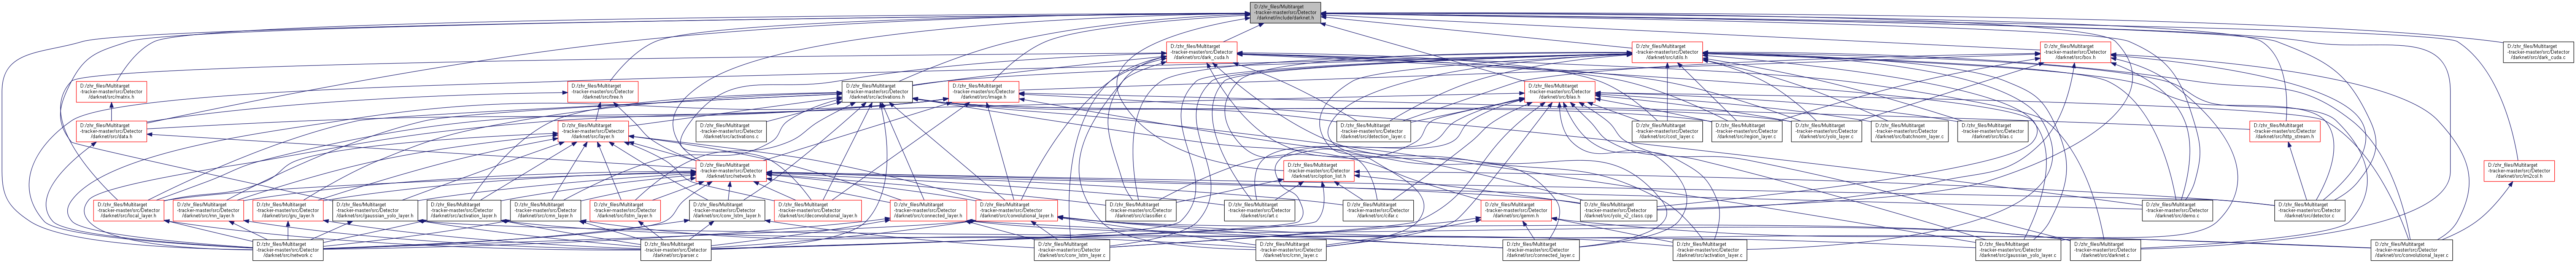 D:/zhr_files/Multitarget
-tracker-master/src/Detector
/darknet/include/darknet.h
D:/zhr_files/Multitarget
-tracker-master/src/Detector
/darknet/src/dark_cuda.h
D:/zhr_files/Multitarget
-tracker-master/src/Detector
/darknet/src/utils.h
D:/zhr_files/Multitarget
-tracker-master/src/Detector
/darknet/src/box.h
D:/zhr_files/Multitarget
-tracker-master/src/Detector
/darknet/src/dark_cuda.c
D:/zhr_files/Multitarget
-tracker-master/src/Detector
/darknet/src/matrix.h
D:/zhr_files/Multitarget
-tracker-master/src/Detector
/darknet/src/tree.h
D:/zhr_files/Multitarget
-tracker-master/src/Detector
/darknet/src/activations.h
D:/zhr_files/Multitarget
-tracker-master/src/Detector
/darknet/src/image.h
D:/zhr_files/Multitarget
-tracker-master/src/Detector
/darknet/src/blas.h
D:/zhr_files/Multitarget
-tracker-master/src/Detector
/darknet/src/data.h
D:/zhr_files/Multitarget
-tracker-master/src/Detector
/darknet/src/layer.h
D:/zhr_files/Multitarget
-tracker-master/src/Detector
/darknet/src/activations.c
D:/zhr_files/Multitarget
-tracker-master/src/Detector
/darknet/src/detection_layer.c
D:/zhr_files/Multitarget
-tracker-master/src/Detector
/darknet/src/cost_layer.c
D:/zhr_files/Multitarget
-tracker-master/src/Detector
/darknet/src/region_layer.c
D:/zhr_files/Multitarget
-tracker-master/src/Detector
/darknet/src/yolo_layer.c
D:/zhr_files/Multitarget
-tracker-master/src/Detector
/darknet/src/batchnorm_layer.c
D:/zhr_files/Multitarget
-tracker-master/src/Detector
/darknet/src/blas.c
D:/zhr_files/Multitarget
-tracker-master/src/Detector
/darknet/src/http_stream.h
D:/zhr_files/Multitarget
-tracker-master/src/Detector
/darknet/src/network.h
D:/zhr_files/Multitarget
-tracker-master/src/Detector
/darknet/src/option_list.h
D:/zhr_files/Multitarget
-tracker-master/src/Detector
/darknet/src/im2col.h
D:/zhr_files/Multitarget
-tracker-master/src/Detector
/darknet/src/local_layer.h
D:/zhr_files/Multitarget
-tracker-master/src/Detector
/darknet/src/rnn_layer.h
D:/zhr_files/Multitarget
-tracker-master/src/Detector
/darknet/src/gru_layer.h
D:/zhr_files/Multitarget
-tracker-master/src/Detector
/darknet/src/gaussian_yolo_layer.h
D:/zhr_files/Multitarget
-tracker-master/src/Detector
/darknet/src/activation_layer.h
D:/zhr_files/Multitarget
-tracker-master/src/Detector
/darknet/src/crnn_layer.h
D:/zhr_files/Multitarget
-tracker-master/src/Detector
/darknet/src/lstm_layer.h
D:/zhr_files/Multitarget
-tracker-master/src/Detector
/darknet/src/conv_lstm_layer.h
D:/zhr_files/Multitarget
-tracker-master/src/Detector
/darknet/src/deconvolutional_layer.h
D:/zhr_files/Multitarget
-tracker-master/src/Detector
/darknet/src/connected_layer.h
D:/zhr_files/Multitarget
-tracker-master/src/Detector
/darknet/src/convolutional_layer.h
D:/zhr_files/Multitarget
-tracker-master/src/Detector
/darknet/src/classifier.c
D:/zhr_files/Multitarget
-tracker-master/src/Detector
/darknet/src/art.c
D:/zhr_files/Multitarget
-tracker-master/src/Detector
/darknet/src/cifar.c
D:/zhr_files/Multitarget
-tracker-master/src/Detector
/darknet/src/gemm.h
D:/zhr_files/Multitarget
-tracker-master/src/Detector
/darknet/src/yolo_v2_class.cpp
D:/zhr_files/Multitarget
-tracker-master/src/Detector
/darknet/src/demo.c
D:/zhr_files/Multitarget
-tracker-master/src/Detector
/darknet/src/detector.c
D:/zhr_files/Multitarget
-tracker-master/src/Detector
/darknet/src/network.c
D:/zhr_files/Multitarget
-tracker-master/src/Detector
/darknet/src/parser.c
D:/zhr_files/Multitarget
-tracker-master/src/Detector
/darknet/src/conv_lstm_layer.c
D:/zhr_files/Multitarget
-tracker-master/src/Detector
/darknet/src/crnn_layer.c
D:/zhr_files/Multitarget
-tracker-master/src/Detector
/darknet/src/connected_layer.c
D:/zhr_files/Multitarget
-tracker-master/src/Detector
/darknet/src/activation_layer.c
D:/zhr_files/Multitarget
-tracker-master/src/Detector
/darknet/src/gaussian_yolo_layer.c
D:/zhr_files/Multitarget
-tracker-master/src/Detector
/darknet/src/darknet.c
D:/zhr_files/Multitarget
-tracker-master/src/Detector
/darknet/src/convolutional_layer.c